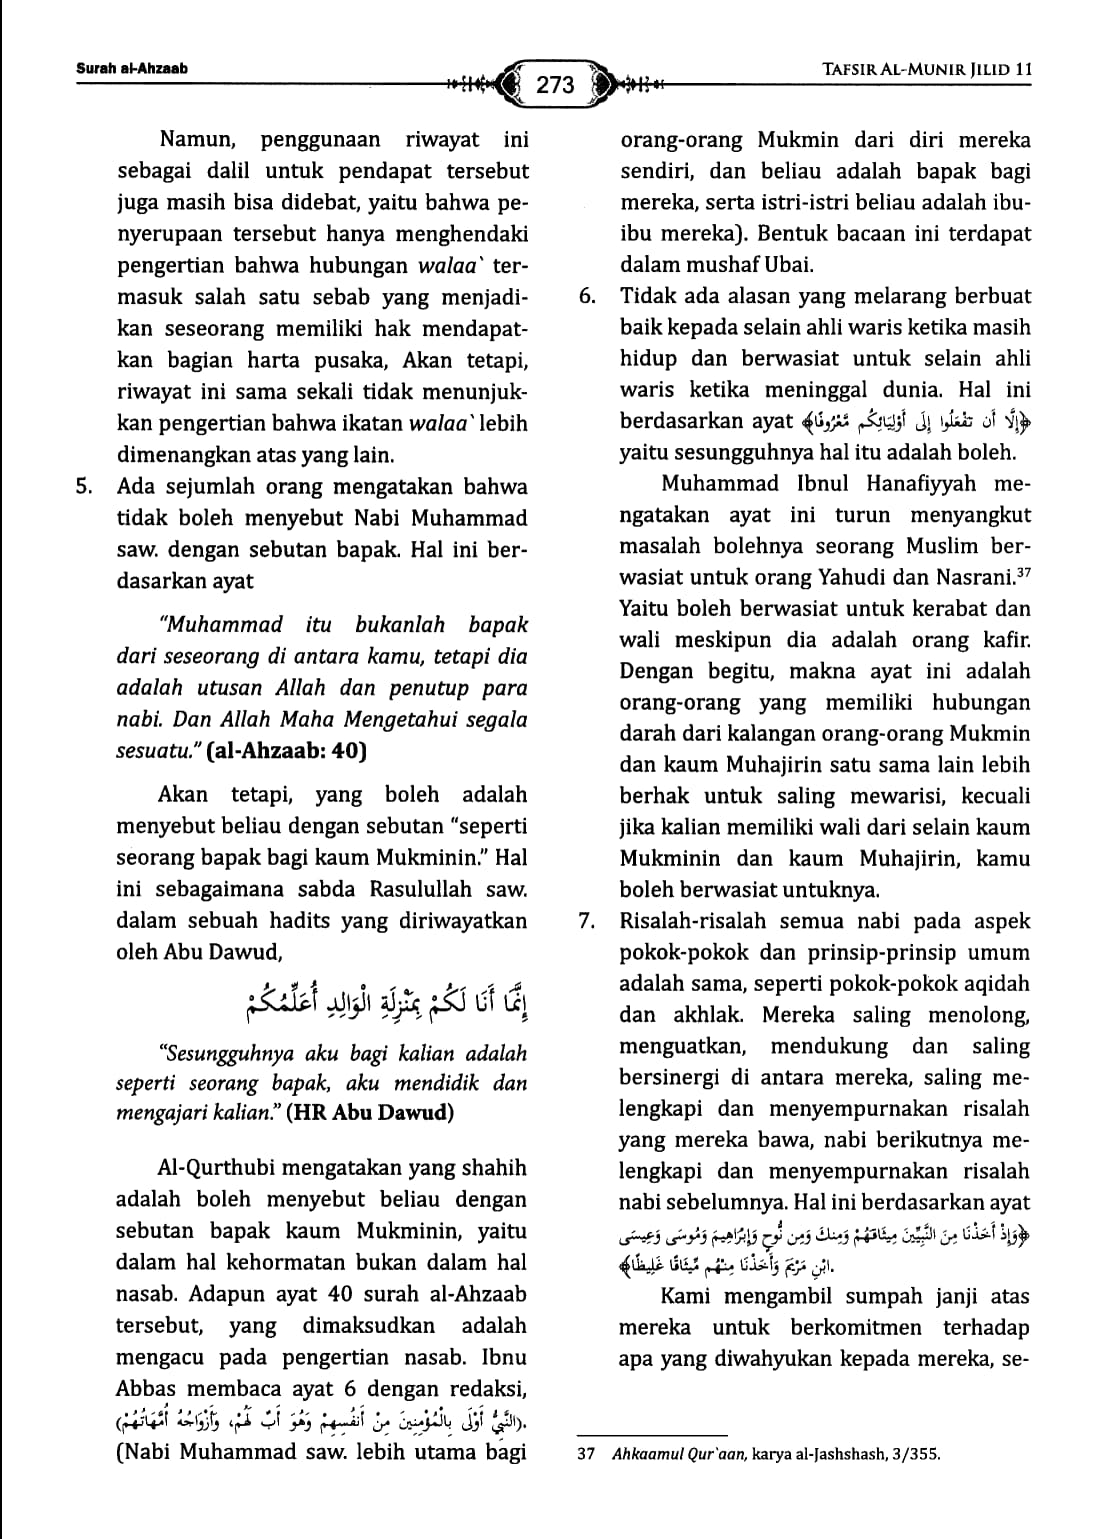 Surah al-Ahzaab
273
TAFSIR AL-MUNIR JILID 11
Namun, penggunaan riwayat ini
sebagai dalil untuk pendapat tersebut
juga masih bisa didebat, yaitu bahwa pe-
nyerupaan tersebut hanya menghendaki
pengertian bahwa hubungan walaa` ter-
masuk salah satu sebab yang menjadi-
kan seseorang memiliki hak mendapat-
kan bagian harta pusaka, Akan tetapi,
riwayat ini sama sekali tidak menunjuk-
kan pengertian bahwa ikatan walaa` lebih
dimenangkan atas yang lain.
5. Ada sejumlah orang mengatakan bahwa
tidak boleh menyebut Nabi Muhammad
saw. dengan sebutan bapak. Hal ini ber-
dasarkan ayat
“Muhammad itu bukanlah bapak
dari seseorang di antara kamu, tetapi dia
adalah utusan Allah dan penutup para
nabi. Dan Allah Maha Mengetahui segala
sesuatu.” (al-Ahzaab: 40)
Akan tetapi, yang boleh adalah
menyebut beliau dengan sebutan “seperti
seorang bapak bagi kaum Mukminin.” Hal
ini sebagaimana sabda Rasulullah saw.
dalam sebuah hadits yang diriwayatkan
oleh Abu Dawud,
إِنَّمَا أَنَا لَكُمْ بِمَنْزِلَةِ الْوَالِدِ أُعَلِّمُكُمْ
“Sesungguhnya aku bagi kalian adalah
seperti seorang bapak, aku mendidik dan
mengajari kalian.” (HR Abu Dawud)
Al-Qurthubi mengatakan yang shahih
adalah boleh menyebut beliau dengan
sebutan bapak kaum Mukminin, yaitu
dalam hal kehormatan bukan dalam hal
nasab. Adapun ayat 40 surah al-Ahzaab
tersebut, yang dimaksudkan adalah
mengacu pada pengertian nasab. Ibnu
Abbas membaca ayat 6 dengan redaksi,
(النَّبِيُّ أَوْلَى بِالْمُؤْمِنِينَ مِنْ أَنفُسِهِمْ وَهُوَ أَبٌ لَهُمْ، وَأَزْوَاجُهُ أُمَّهَاتُهُمْ).
(Nabi Muhammad saw. lebih utama bagi
orang-orang Mukmin dari diri mereka
sendiri, dan beliau adalah bapak bagi
mereka, serta istri-istri beliau adalah ibu-
ibu mereka). Bentuk bacaan ini terdapat
dalam mushaf Ubai.
6. Tidak ada alasan yang melarang berbuat
baik kepada selain ahli waris ketika masih
hidup dan berwasiat untuk selain ahli
waris ketika meninggal dunia. Hal ini
berdasarkan ayat ﴿إِلَّا أَن تَفْعَلُوا إِلَى أَوْلِيَائِكُم مَّعْرُوفًا﴾
yaitu sesungguhnya hal itu adalah boleh.
Muhammad Ibnul Hanafiyyah me-
ngatakan ayat ini turun menyangkut
masalah bolehnya seorang Muslim ber-
wasiat untuk orang Yahudi dan Nasrani.³⁷
Yaitu boleh berwasiat untuk kerabat dan
wali meskipun dia adalah orang kafir.
Dengan begitu, makna ayat ini adalah
orang-orang yang memiliki hubungan
darah dari kalangan orang-orang Mukmin
dan kaum Muhajirin satu sama lain lebih
berhak untuk saling mewarisi, kecuali
jika kalian memiliki wali dari selain kaum
Mukminin dan kaum Muhajirin, kamu
boleh berwasiat untuknya.
7. Risalah-risalah semua nabi pada aspek
pokok-pokok dan prinsip-prinsip umum
adalah sama, seperti pokok-pokok aqidah
dan akhlak. Mereka saling menolong,
menguatkan, mendukung dan saling
bersinergi di antara mereka, saling me-
lengkapi dan menyempurnakan risalah
yang mereka bawa, nabi berikutnya me-
lengkapi dan menyempurnakan risalah
nabi sebelumnya. Hal ini berdasarkan ayat
﴿وَإِذْ أَخَذْنَا مِنَ النَّبِيِّينَ مِيثَاقَهُمْ وَمِنكَ وَمِن نُّوحٍ وَإِبْرَاهِيمَ وَمُوسَى وَعِيسَى
ابْنِ مَرْيَمَ وَأَخَذْنَا مِنْهُم مِّيثَاقًا غَلِيظًا﴾.
Kami mengambil sumpah janji atas
mereka untuk berkomitmen terhadap
apa yang diwahyukan kepada mereka, se-
37 Ahkaamul Qur`aan, karya al-Jashshash, 3/355.